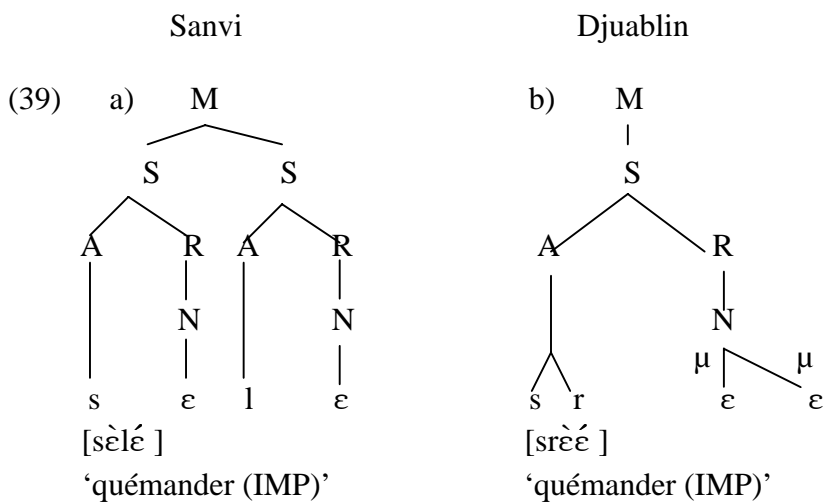 Sanvi Djuablin
(39) a) M b) M
S S S
A R A R A R
N N N
µ µ
s ɛ l ɛ s r ɛ ɛ
[sɛ̀lɛ́ ] [srɛ̀ɛ́ ]
‘quémander (IMP)’ ‘quémander (IMP)’